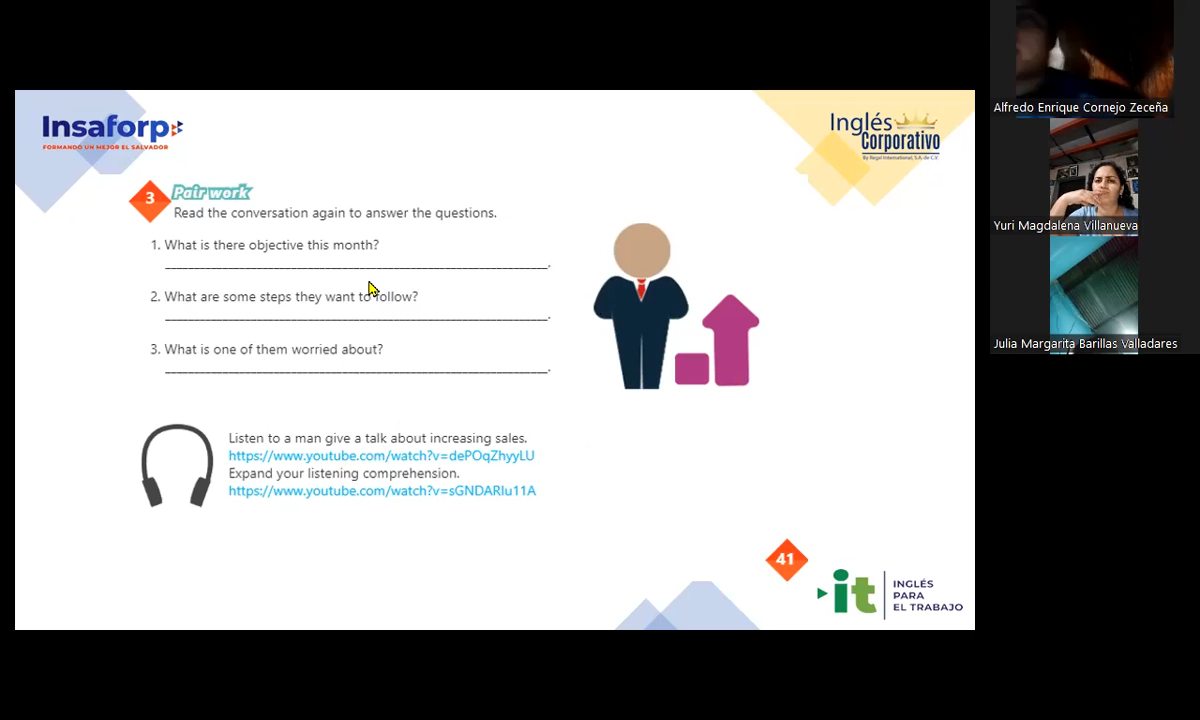 Insaforp
FORMANDO UN MEJOR EL SALVADOR
Inglés
Corporativo
By Regal International, S.A. de C.V.
3
Pair work
Read the conversation again to answer the questions.
1. What is there objective this month?
_______________________________________________________.
2. What are some steps they want to follow?
_______________________________________________________.
3. What is one of them worried about?
_______________________________________________________.
Listen to a man give a talk about increasing sales.
https://www.youtube.com/watch?v=dePOqZhyyLU
Expand your listening comprehension.
https://www.youtube.com/watch?v=sGNDARIu11A
41
it
INGLÉS
PARA
EL TRABAJO
Alfredo Enrique Cornejo Zeceña
Yuri Magdalena Villanueva
Julia Margarita Barillas Valladares